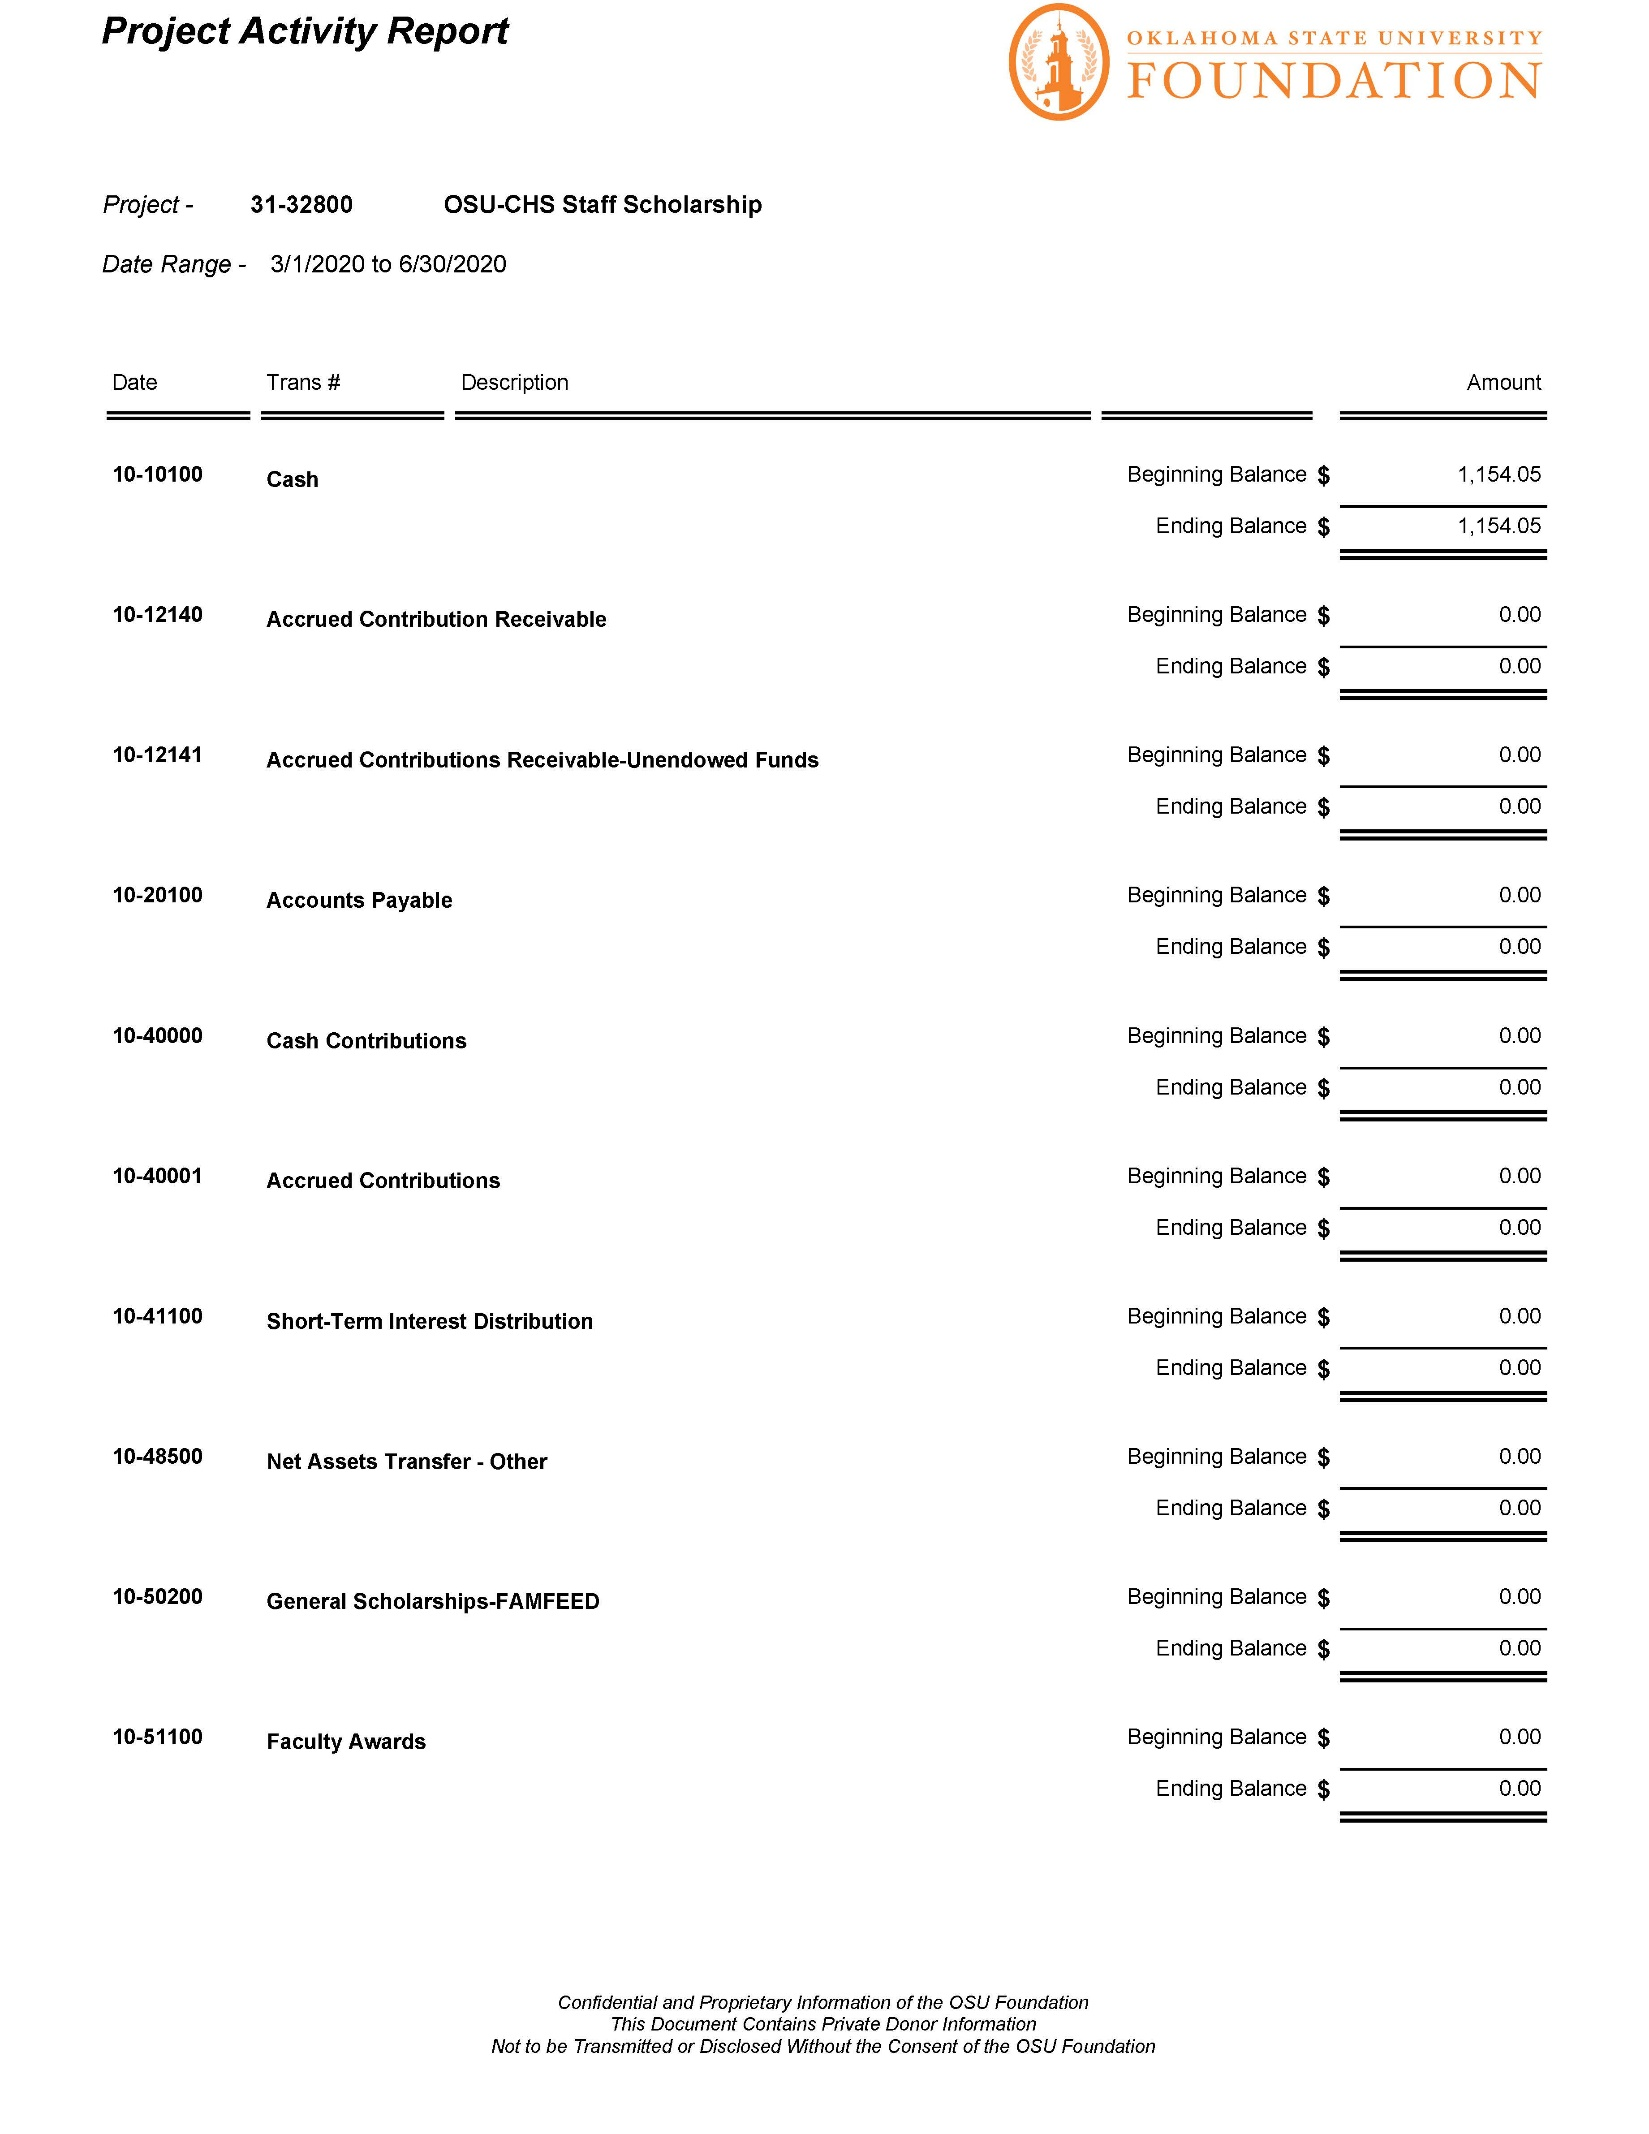 Project Activity Report
OKLAHOMA STATE UNIVERSITY
FOUNDATION
Project - 31-32800 OSU-CHS Staff Scholarship
Date Range - 3/1/2020 to 6/30/2020
Date Trans # Description Amount
10-10100 Cash Beginning Balance $ 1,154.05
Ending Balance $ 1,154.05
10-12140 Accrued Contribution Receivable Beginning Balance $ 0.00
Ending Balance $ 0.00
10-12141 Accrued Contributions Receivable-Unendowed Funds Beginning Balance $ 0.00
Ending Balance $ 0.00
10-20100 Accounts Payable Beginning Balance $ 0.00
Ending Balance $ 0.00
10-40000 Cash Contributions Beginning Balance $ 0.00
Ending Balance $ 0.00
10-40001 Accrued Contributions Beginning Balance $ 0.00
Ending Balance $ 0.00
10-41100 Short-Term Interest Distribution Beginning Balance $ 0.00
Ending Balance $ 0.00
10-48500 Net Assets Transfer - Other Beginning Balance $ 0.00
Ending Balance $ 0.00
10-50200 General Scholarships-FAMFEED Beginning Balance $ 0.00
Ending Balance $ 0.00
10-51100 Faculty Awards Beginning Balance $ 0.00
Ending Balance $ 0.00
Confidential and Proprietary Information of the OSU Foundation
This Document Contains Private Donor Information
Not to be Transmitted or Disclosed Without the Consent of the OSU Foundation